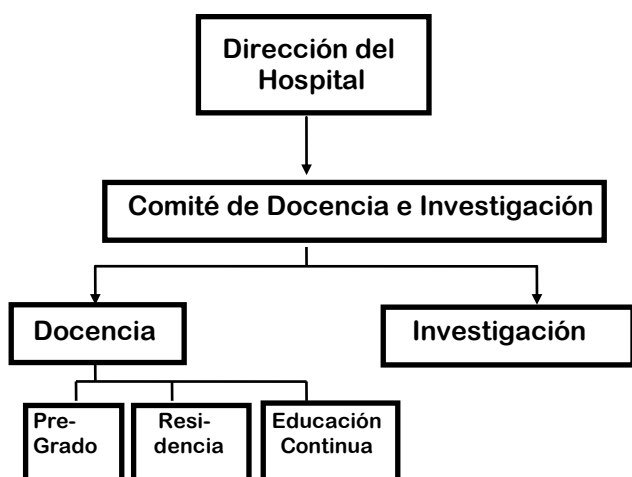 Dirección del
Hospital
Comité de Docencia e Investigación
Docencia
Investigación
Pre-
Grado
Resi-
dencia
Educación
Continua